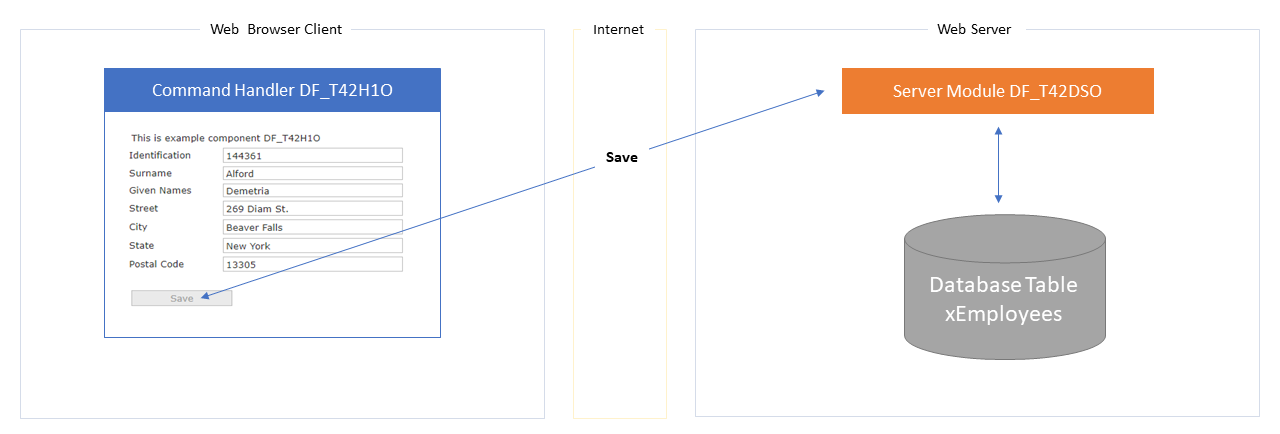 Web Browser Client
Internet
Web Server
Command Handler DF_T42H1O
Server Module DF_T42DSO
This is example component DF_T42H1O
Identification 144361
Surname Alford
Given Names Demetria
Street 269 Diam St.
City Beaver Falls
State New York
Postal Code 13305
Save
Save
Database Table
xEmployees